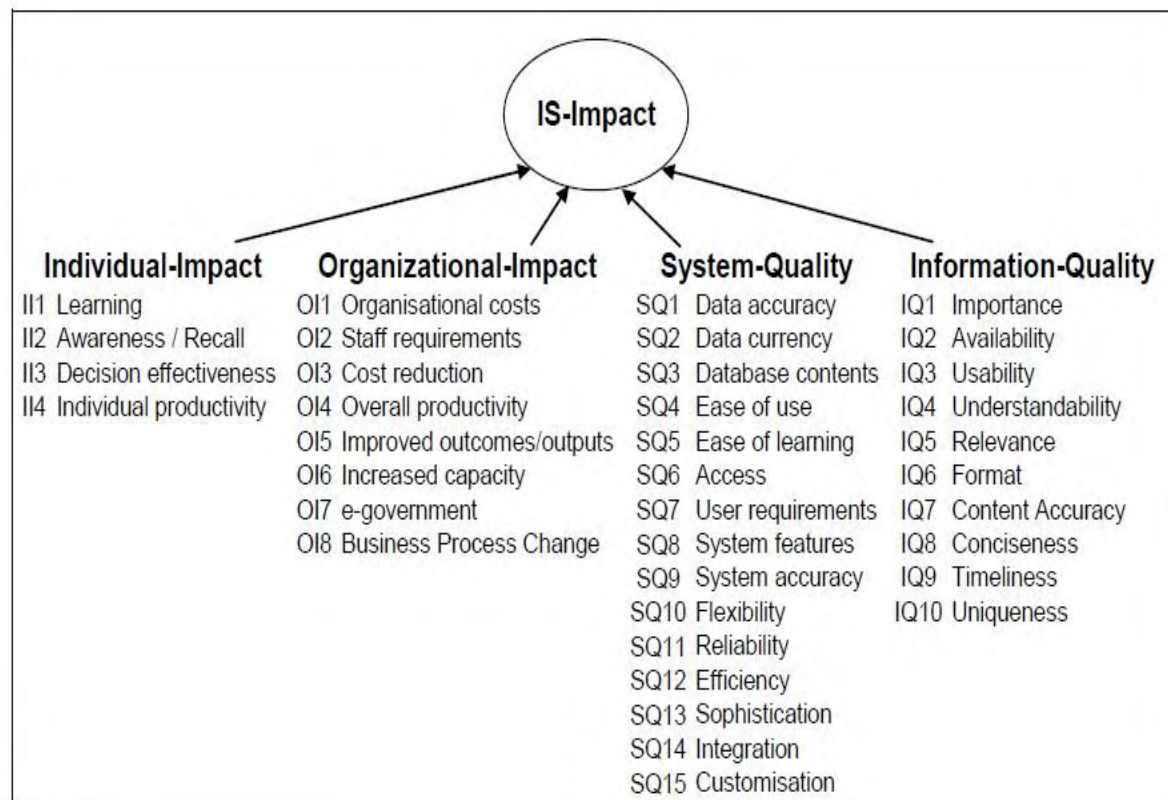 IS-Impact
Individual-Impact
II1 Learning
II2 Awareness / Recall
II3 Decision effectiveness
II4 Individual productivity
Organizational-Impact
OI1 Organisational costs
OI2 Staff requirements
OI3 Cost reduction
OI4 Overall productivity
OI5 Improved outcomes/outputs
OI6 Increased capacity
OI7 e-government
OI8 Business Process Change
System-Quality
SQ1 Data accuracy
SQ2 Data currency
SQ3 Database contents
SQ4 Ease of use
SQ5 Ease of learning
SQ6 Access
SQ7 User requirements
SQ8 System features
SQ9 System accuracy
SQ10 Flexibility
SQ11 Reliability
SQ12 Efficiency
SQ13 Sophistication
SQ14 Integration
SQ15 Customisation
Information-Quality
IQ1 Importance
IQ2 Availability
IQ3 Usability
IQ4 Understandability
IQ5 Relevance
IQ6 Format
IQ7 Content Accuracy
IQ8 Conciseness
IQ9 Timeliness
IQ10 Uniqueness